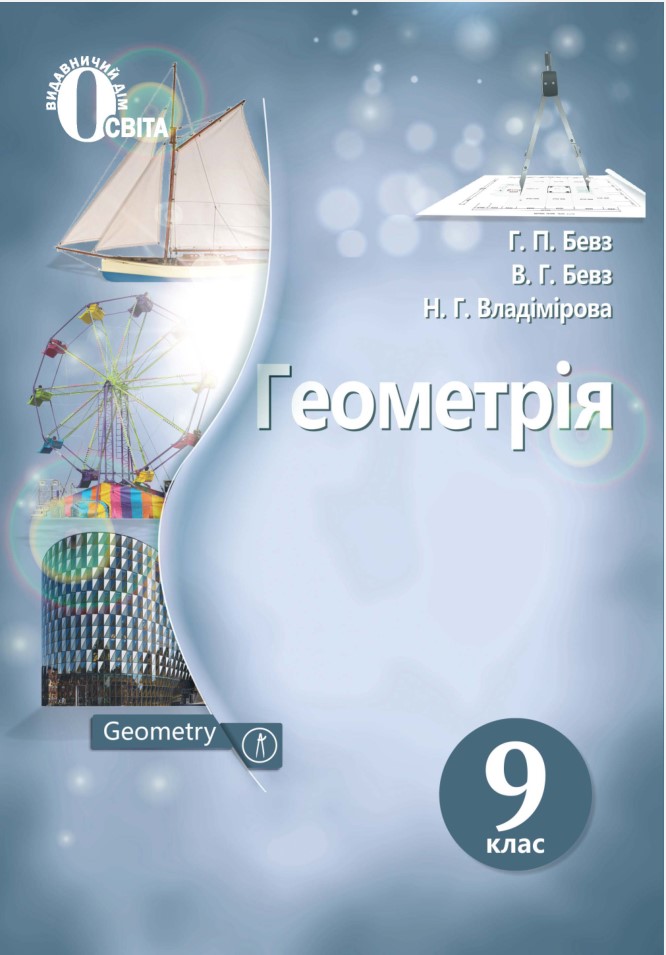 ВИДАВНИЧИЙ ДІМ
ОСВІТА
Г. П. Бевз
В. Г. Бевз
Н. Г. Владімірова
Геометрія
Geometry
9
клас